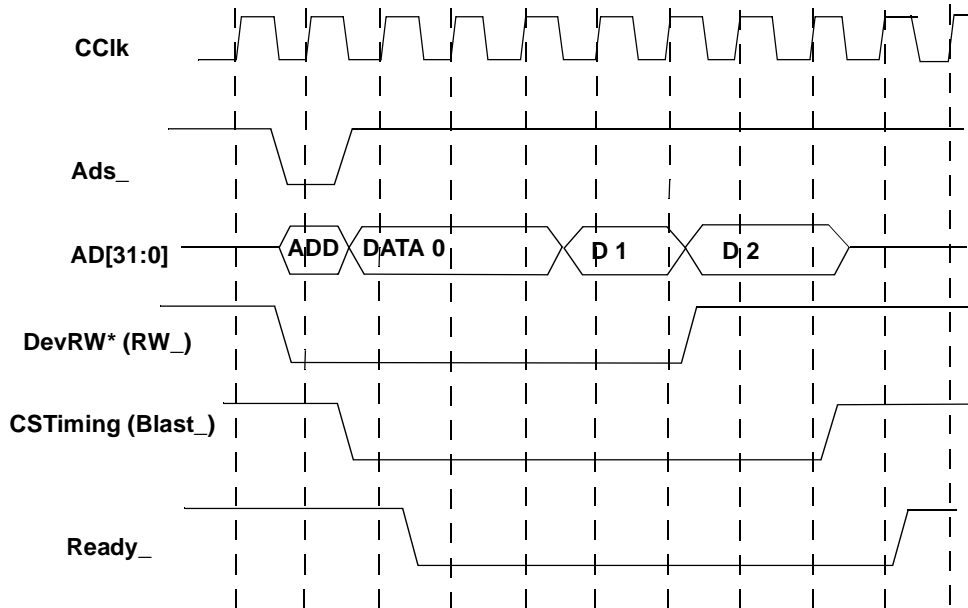 CClk
Ads_
AD[31:0]
ADD DATA 0 D 1 D 2
DevRW* (RW_)
CSTiming (Blast_)
Ready_